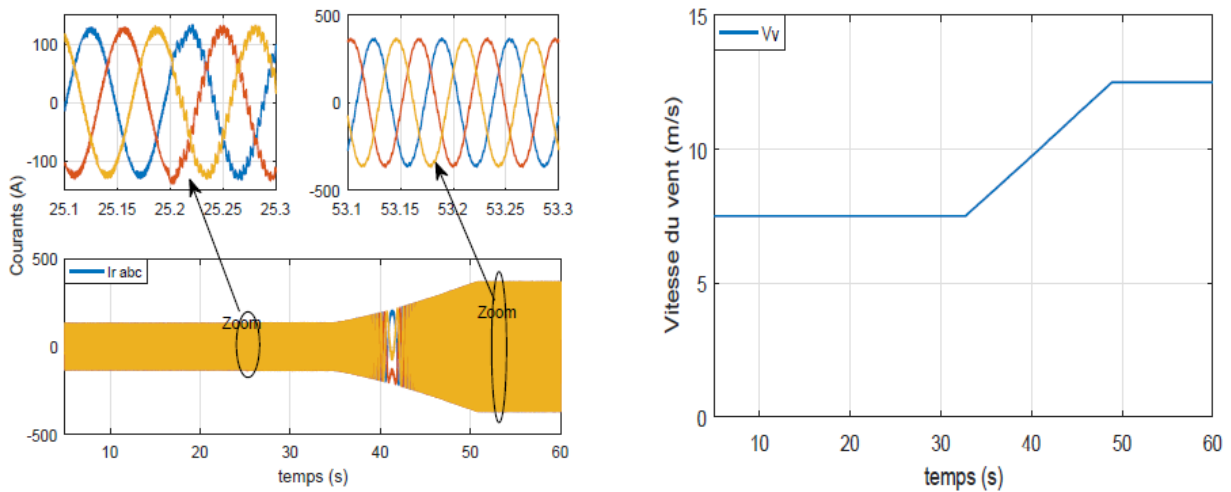 100
0
-100
25.1 25.15 25.2 25.25 25.3
500
0
-500
53.1 53.15 53.2 53.25 53.3
Courants (A)
500
0
-500
Ir abc
Zoom
Zoom
10 20 30 40 50 60
temps (s)
15
10
5
0
Vv
Vitesse du vent (m/s)
10 20 30 40 50 60
temps (s)